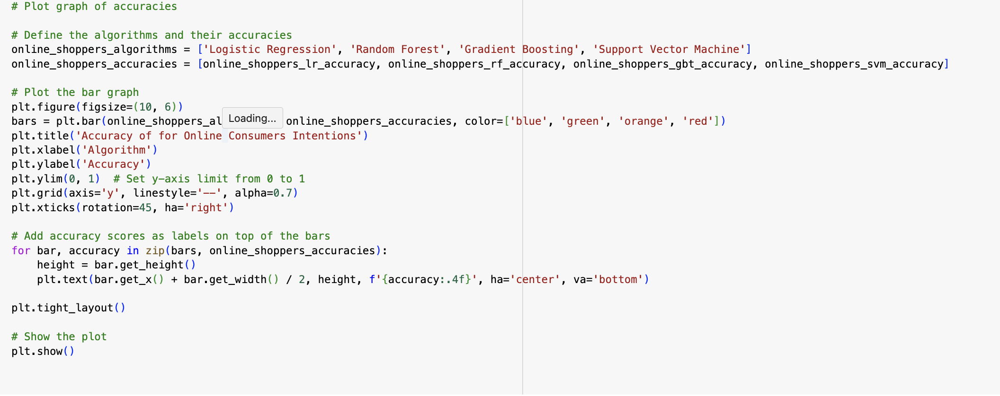 # Plot graph of accuracies
# Define the algorithms and their accuracies
online_shoppers_algorithms = ['Logistic Regression', 'Random Forest', 'Gradient Boosting', 'Support Vector Machine']
online_shoppers_accuracies = [online_shoppers_lr_accuracy, online_shoppers_rf_accuracy, online_shoppers_gbt_accuracy, online_shoppers_svm_accuracy]
# Plot the bar graph
plt.figure(figsize=(10, 6))
bars = plt.bar(online_shoppers_al Loading... online_shoppers_accuracies, color=['blue', 'green', 'orange', 'red'])
plt.title('Accuracy of for Online Consumers Intentions')
plt.xlabel('Algorithm')
plt.ylabel('Accuracy')
plt.ylim(0, 1)  # Set y-axis limit from 0 to 1
plt.grid(axis='y', linestyle='--', alpha=0.7)
plt.xticks(rotation=45, ha='right')
# Add accuracy scores as labels on top of the bars
for bar, accuracy in zip(bars, online_shoppers_accuracies):
    height = bar.get_height()
    plt.text(bar.get_x() + bar.get_width() / 2, height, f'{accuracy:.4f}', ha='center', va='bottom')
plt.tight_layout()
# Show the plot
plt.show()